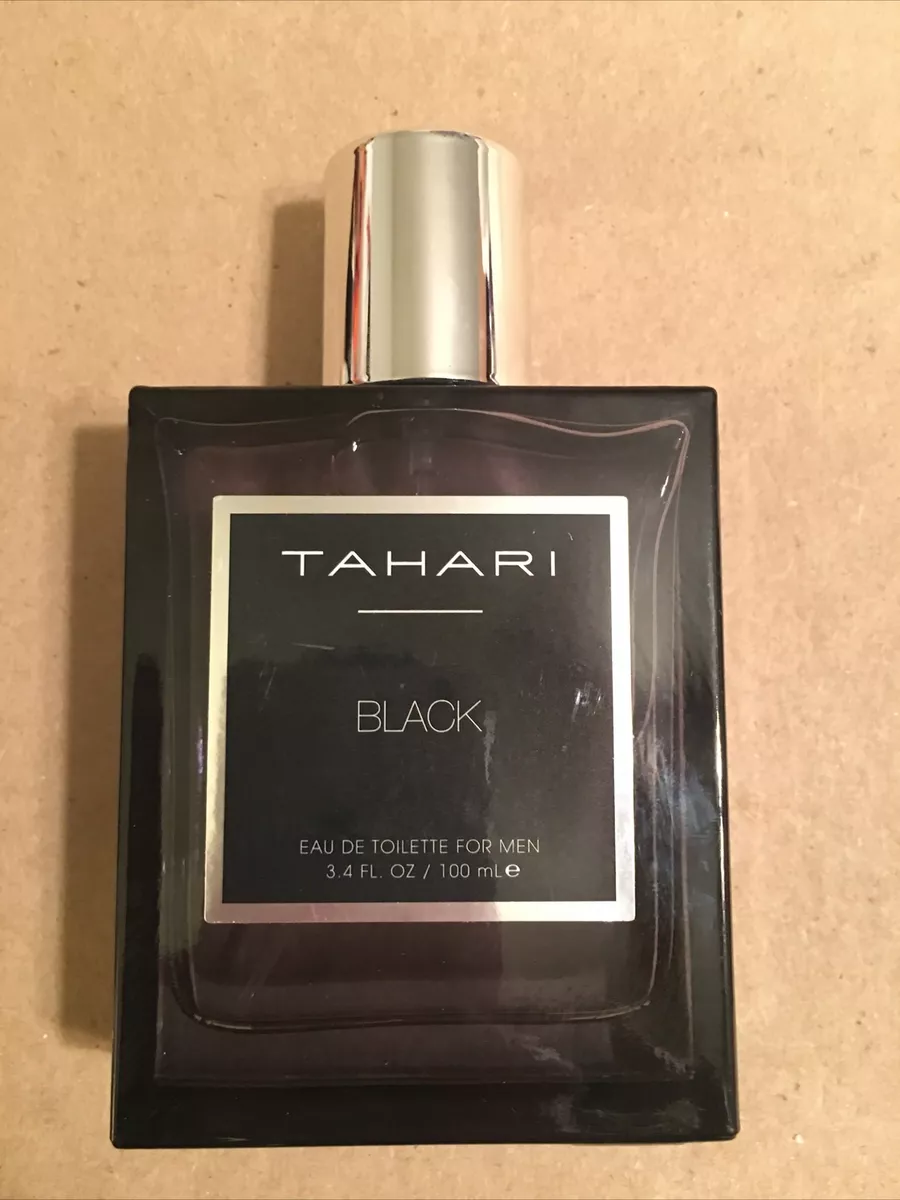 TAHARI
BLACK
EAU DE TOILETTE FOR MEN
3.4 FL. OZ / 100 mL ℮